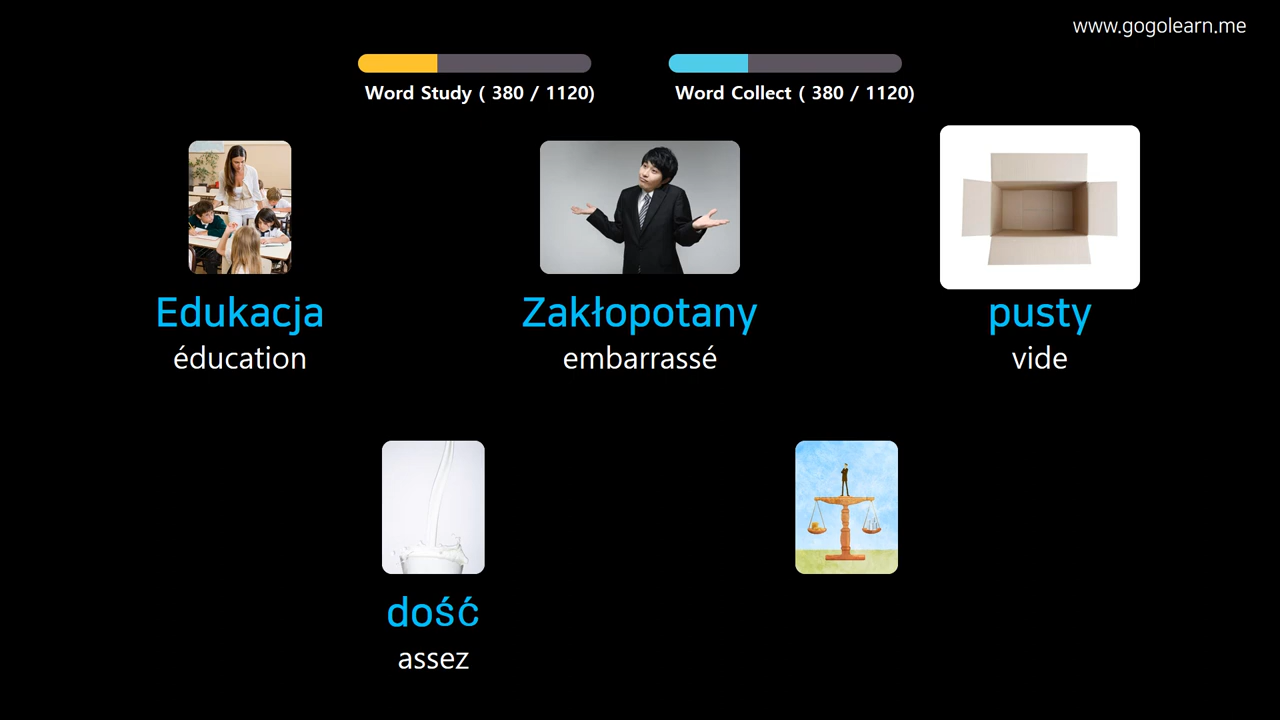 www.gogolearn.me
Word Study ( 380 / 1120)
Word Collect ( 380 / 1120)
Edukacja
éducation
Zakłopotany
embarrassé
pusty
vide
dość
assez